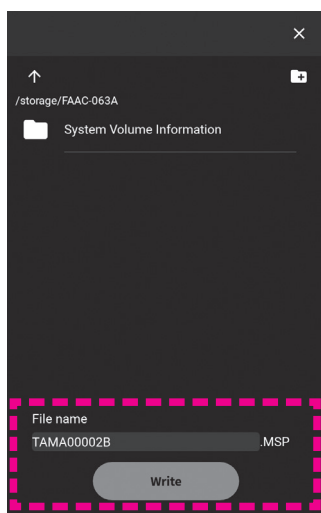 /storage/FAAC-063A
System Volume Information
File name
TAMA00002B .MSP
Write